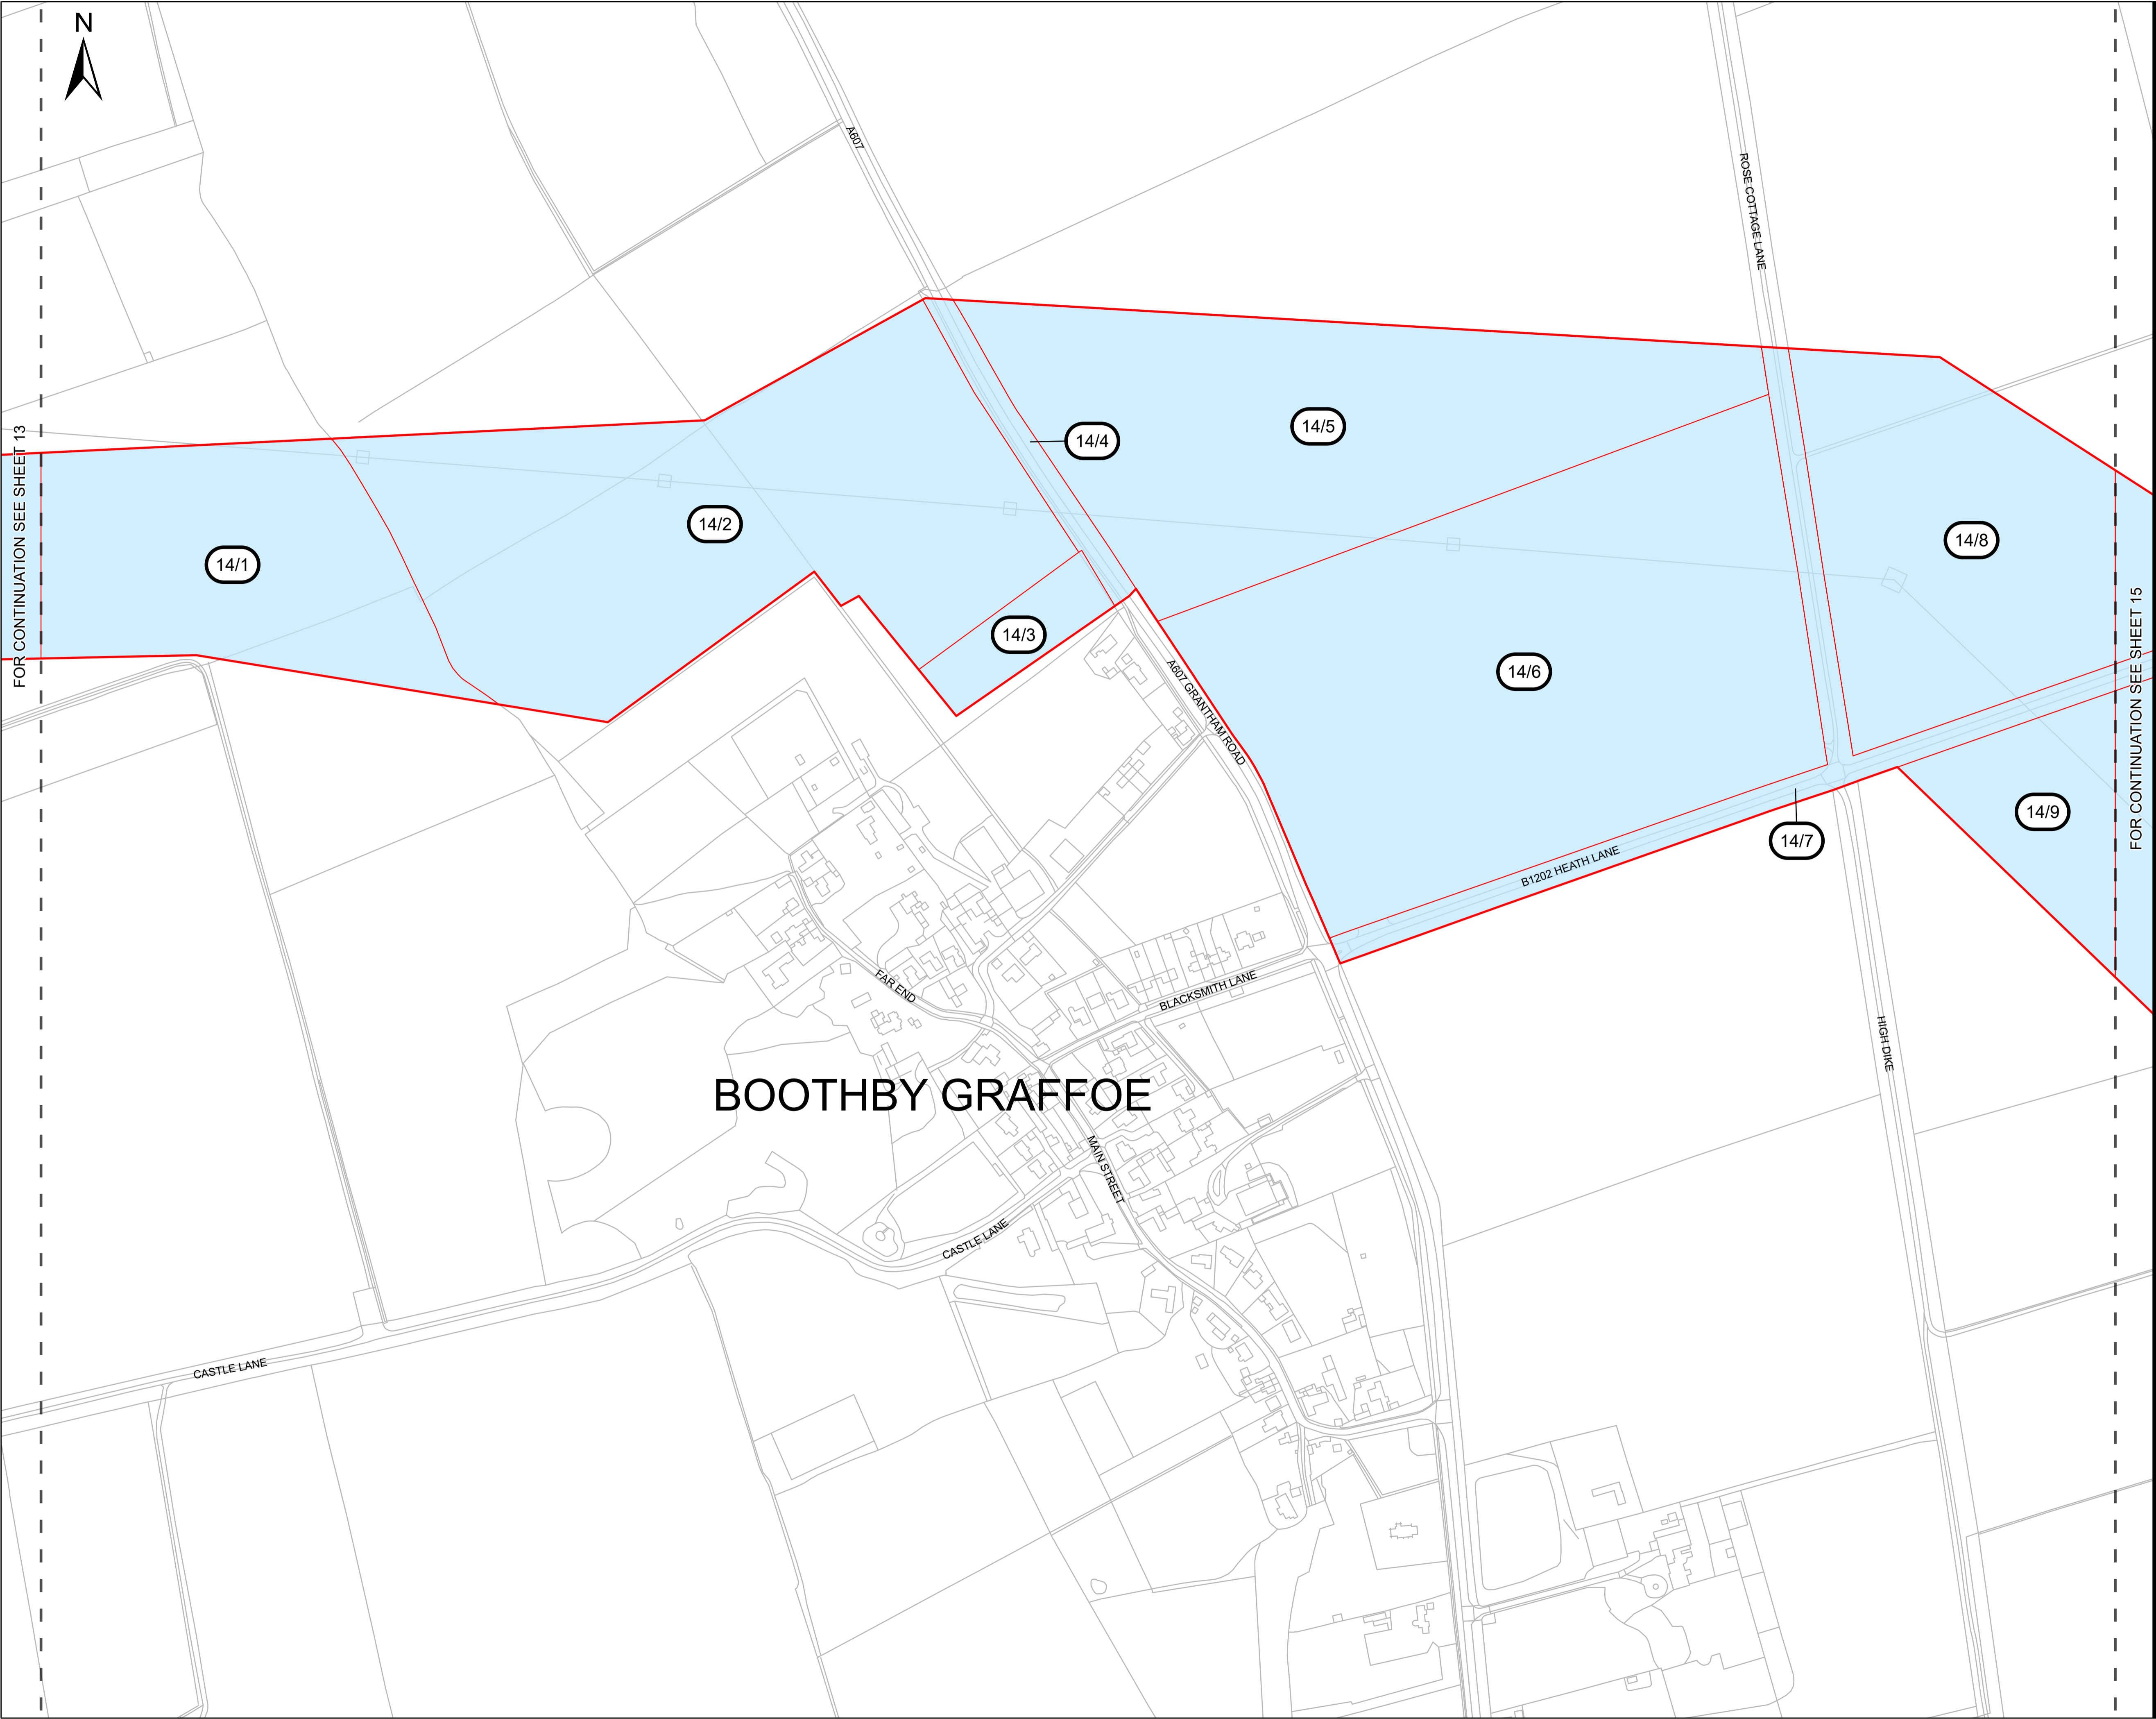 N
A607
ROSE COTTAGE LANE
FOR CONTINUATION SEE SHEET 13
14/4
14/5
14/2
14/8
14/1
14/3
14/6
A607 GRANTHAM ROAD
FOR CONTINUATION SEE SHEET 15
14/9
14/7
B1202 HEATH LANE
FAR END
BLACKSMITH LANE
HIGH DIKE
BOOTHBY GRAFFOE
MAIN STREET
CASTLE LANE
CASTLE LANE